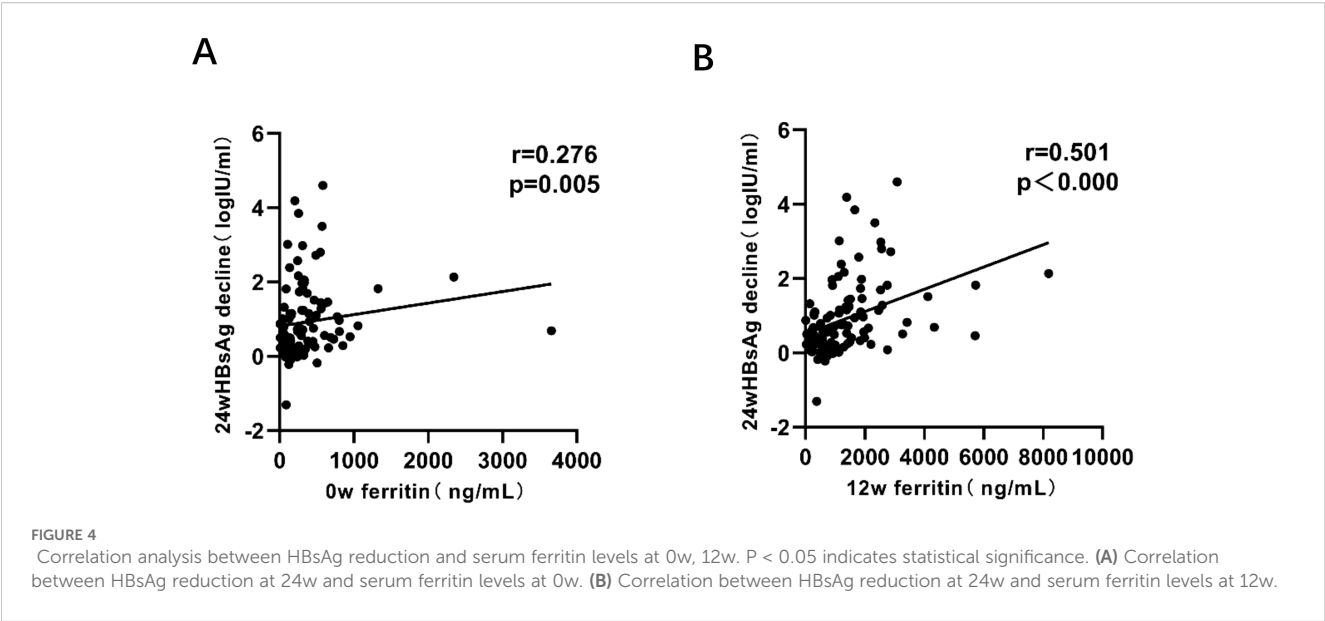 A
24wHBsAg decline( logIU/ml)
6
4
2
0
-2
r=0.276
p=0.005
0 1000 2000 3000 4000
0w ferritin( ng/mL)
B
24wHBsAg decline( logIU/ml)
6
4
2
0
-2
r=0.501
p＜0.000
0 2000 4000 6000 8000 10000
12w ferritin( ng/mL)
FIGURE 4
Correlation analysis between HBsAg reduction and serum ferritin levels at 0w, 12w. P < 0.05 indicates statistical significance. (A) Correlation
between HBsAg reduction at 24w and serum ferritin levels at 0w. (B) Correlation between HBsAg reduction at 24w and serum ferritin levels at 12w.